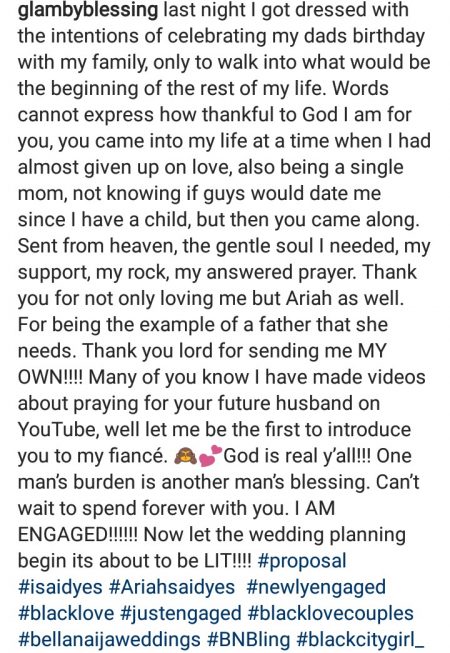 glambyblessing last night I got dressed with
the intentions of celebrating my dads birthday
with my family, only to walk into what would be
the beginning of the rest of my life. Words
cannot express how thankful to God I am for
you, you came into my life at a time when I had
almost given up on love, also being a single
mom, not knowing if guys would date me
since I have a child, but then you came along.
Sent from heaven, the gentle soul I needed, my
support, my rock, my answered prayer. Thank
you for not only loving me but Ariah as well.
For being the example of a father that she
needs. Thank you lord for sending me MY
OWN!!!! Many of you know I have made videos
about praying for your future husband on
YouTube, well let me be the first to introduce
you to my fiancé. 🙈💕God is real y’all!!! One
man’s burden is another man’s blessing. Can’t
wait to spend forever with you. I AM
ENGAGED!!!!!! Now let the wedding planning
begin its about to be LIT!!!! #proposal
#isaidyes #Ariahsaidyes #newlyengaged
#blacklove #justengaged #blacklovecouples
#bellanaijaweddings #BNBling #blackcitygirl_